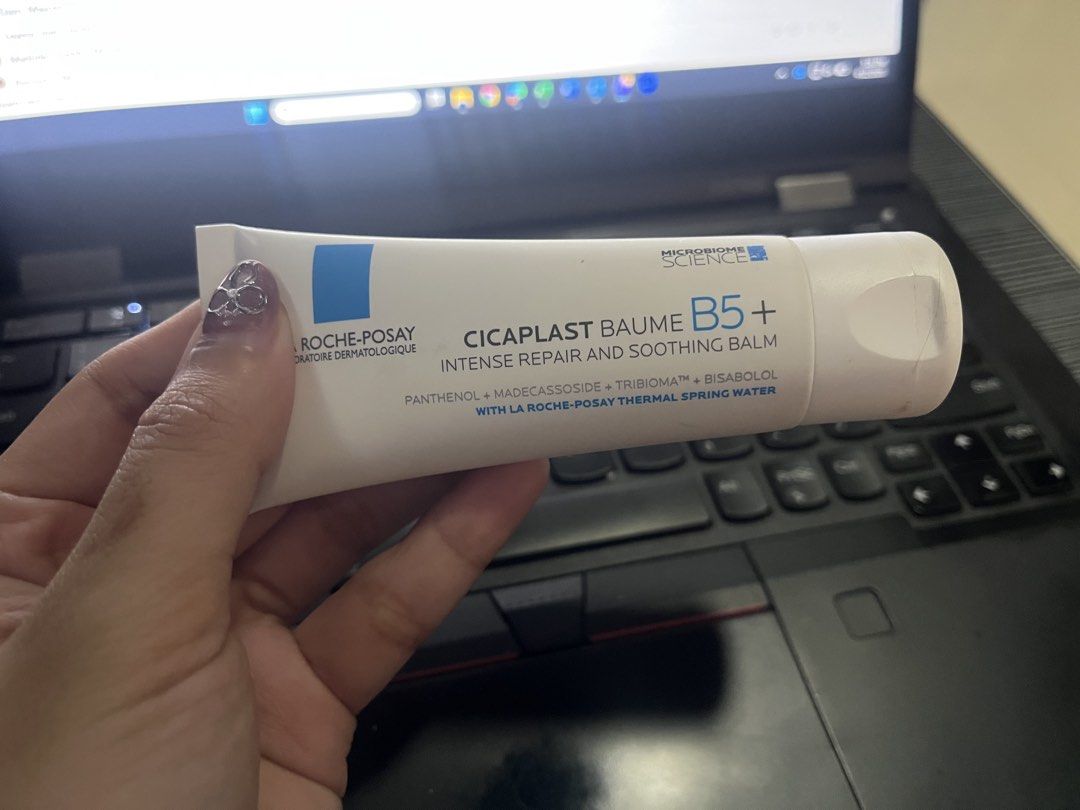 A ROCHE-POSAY
ORATOIRE DERMATOLOGIQUE
MICROBIOME
SCIENCE
CICAPLAST BAUME B5+
INTENSE REPAIR AND SOOTHING BALM
PANTHENOL + MADECASSOSIDE + TRIBIOMA™ + BISABOLOL
WITH LA ROCHE-POSAY THERMAL SPRING WATER